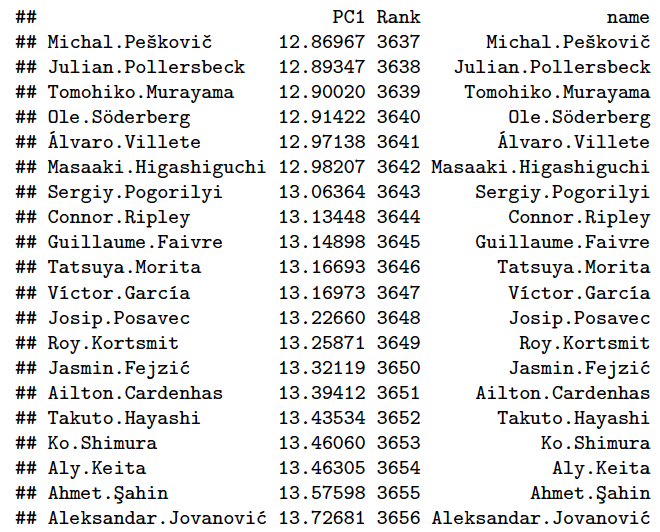 ##                           PC1 Rank                 name
## Michal.Peškovič      12.86967 3637      Michal.Peškovič
## Julian.Pollersbeck   12.89347 3638   Julian.Pollersbeck
## Tomohiko.Murayama    12.90020 3639    Tomohiko.Murayama
## Ole.Söderberg        12.91422 3640        Ole.Söderberg
## Álvaro.Villete       12.97138 3641       Álvaro.Villete
## Masaaki.Higashiguchi 12.98207 3642 Masaaki.Higashiguchi
## Sergiy.Pogorilyi     13.06364 3643     Sergiy.Pogorilyi
## Connor.Ripley        13.13448 3644        Connor.Ripley
## Guillaume.Faivre     13.14898 3645     Guillaume.Faivre
## Tatsuya.Morita       13.16693 3646       Tatsuya.Morita
## Víctor.García        13.16973 3647        Víctor.García
## Josip.Posavec        13.22660 3648        Josip.Posavec
## Roy.Kortsmit         13.25871 3649         Roy.Kortsmit
## Jasmin.Fejzić        13.32119 3650        Jasmin.Fejzić
## Ailton.Cardenhas     13.39412 3651     Ailton.Cardenhas
## Takuto.Hayashi       13.43534 3652       Takuto.Hayashi
## Ko.Shimura           13.46060 3653           Ko.Shimura
## Aly.Keita            13.46305 3654            Aly.Keita
## Ahmet.Şahin          13.57598 3655          Ahmet.Şahin
## Aleksandar.Jovanović 13.72681 3656 Aleksandar.Jovanović